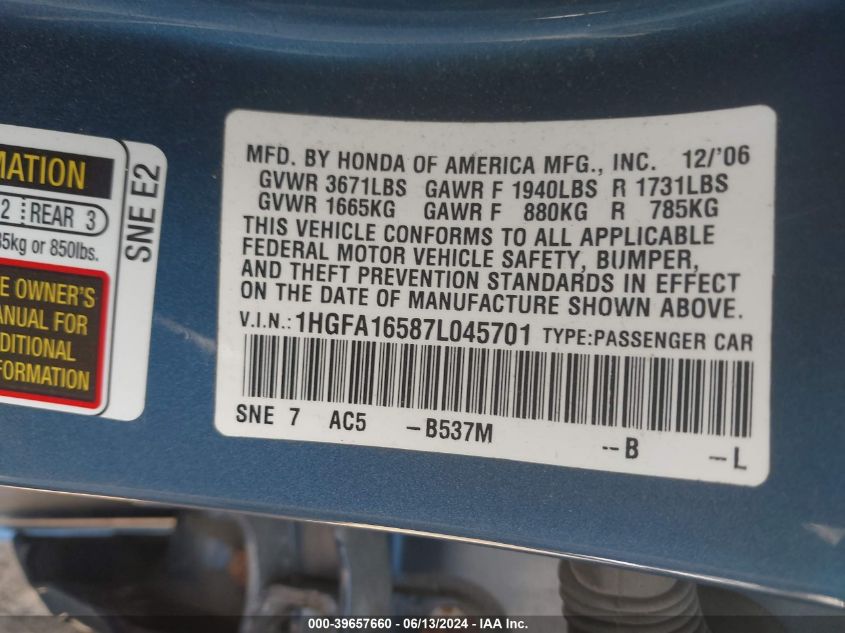 MATION
2 REAR 3
35kg or 850lbs.
E OWNER'S
ANUAL FOR
DDITIONAL
FORMATION
SNE E2
MFD. BY HONDA OF AMERICA MFG., INC. 12/'06
GVWR 3671LBS GAWR F 1940LBS R 1731LBS
GVWR 1665KG GAWR F 880KG R 785KG
THIS VEHICLE CONFORMS TO ALL APPLICABLE
FEDERAL MOTOR VEHICLE SAFETY, BUMPER,
AND THEFT PREVENTION STANDARDS IN EFFECT
ON THE DATE OF MANUFACTURE SHOWN ABOVE.
V.I.N.: 1HGFA16587L045701 TYPE:PASSENGER CAR
SNE 7 AC5 -B537M --B -L
000-39657660 - 06/13/2024 - IAA Inc.